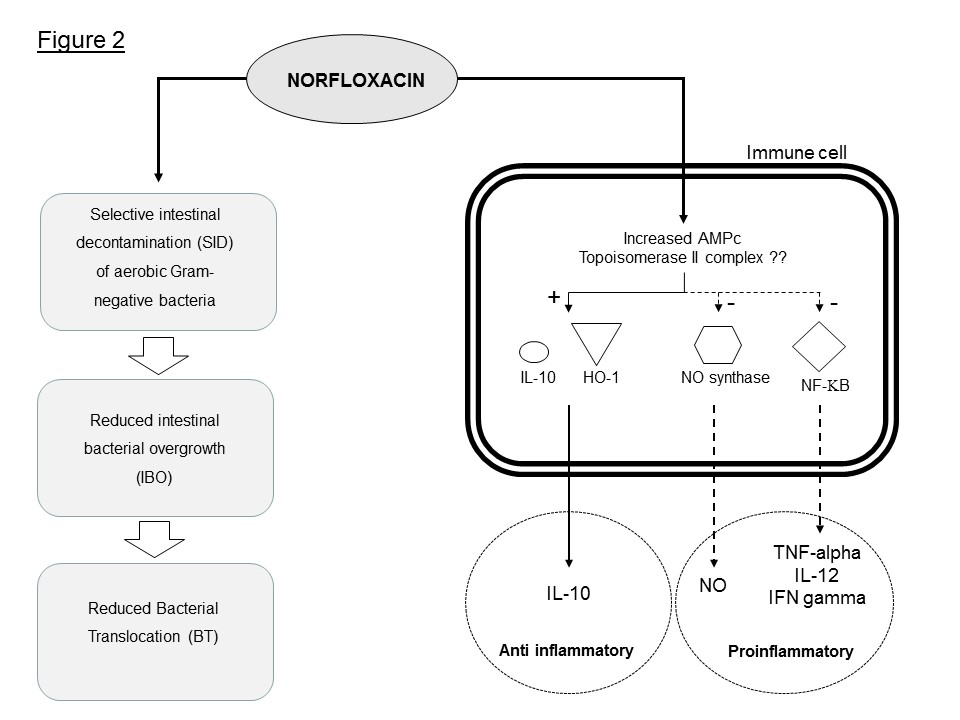 Figure 2
NORFLOXACIN
Selective intestinal
decontamination (SID)
of aerobic Gram-
negative bacteria
Reduced intestinal
bacterial overgrowth
(IBO)
Reduced Bacterial
Translocation (BT)
Immune cell
Increased AMPc
Topoisomerase II complex ??
+
-
-
IL-10
HO-1
NO synthase
NF-KB
IL-10
Anti inflammatory
NO
TNF-alpha
IL-12
IFN gamma
Proinflammatory